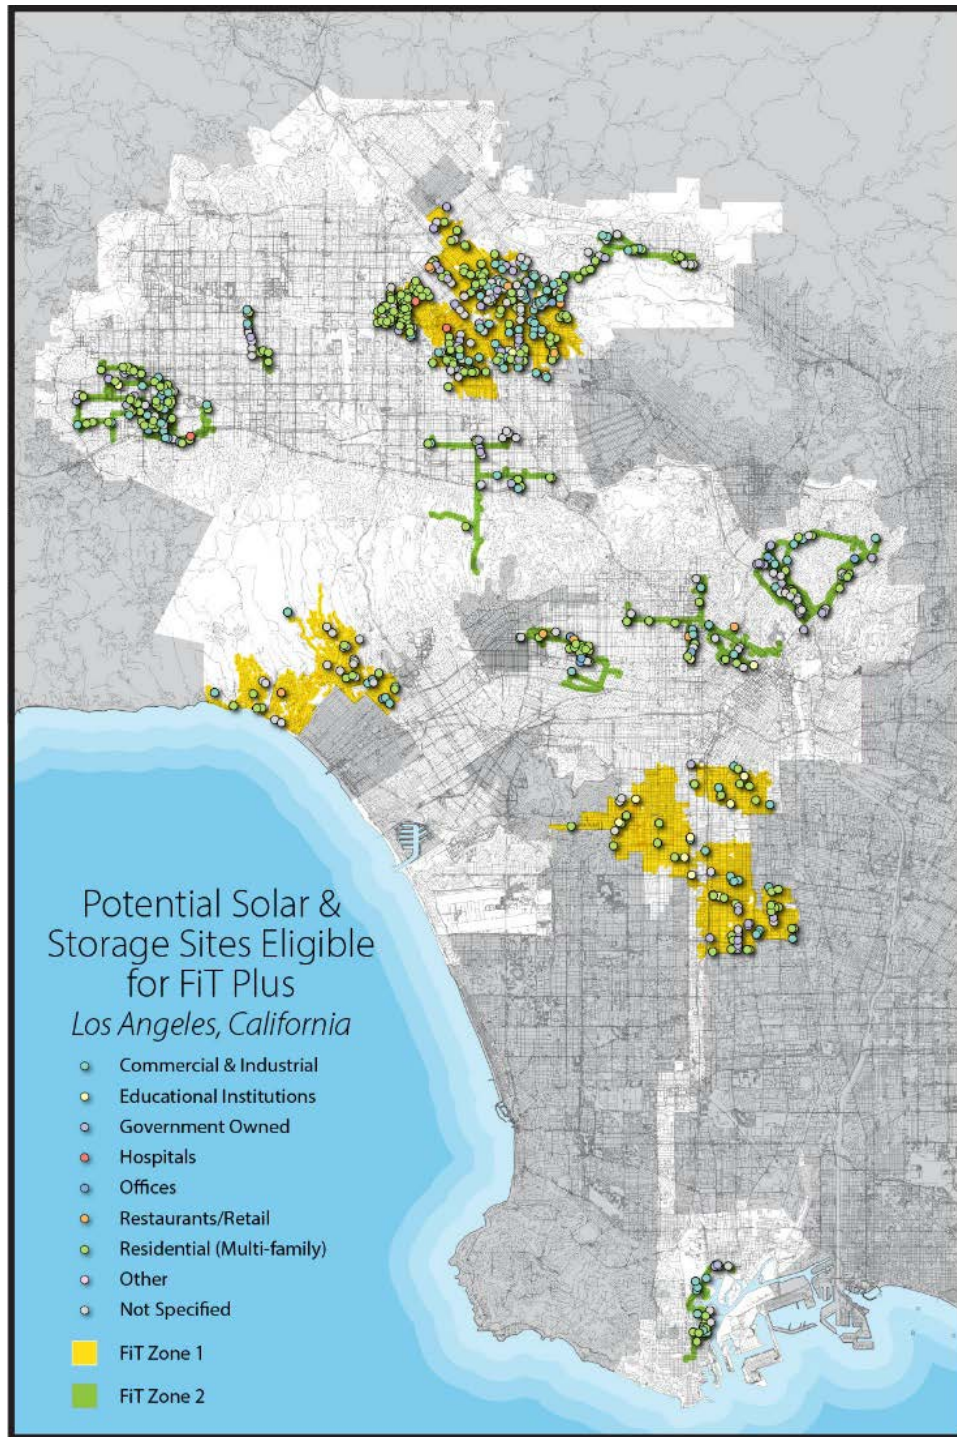 Potential Solar &
Storage Sites Eligible
for FiT Plus
Los Angeles, California
Commercial & Industrial
Educational Institutions
Government Owned
Hospitals
Offices
Restaurants/Retail
Residential (Multi-family)
Other
Not Specified
FiT Zone 1
FiT Zone 2